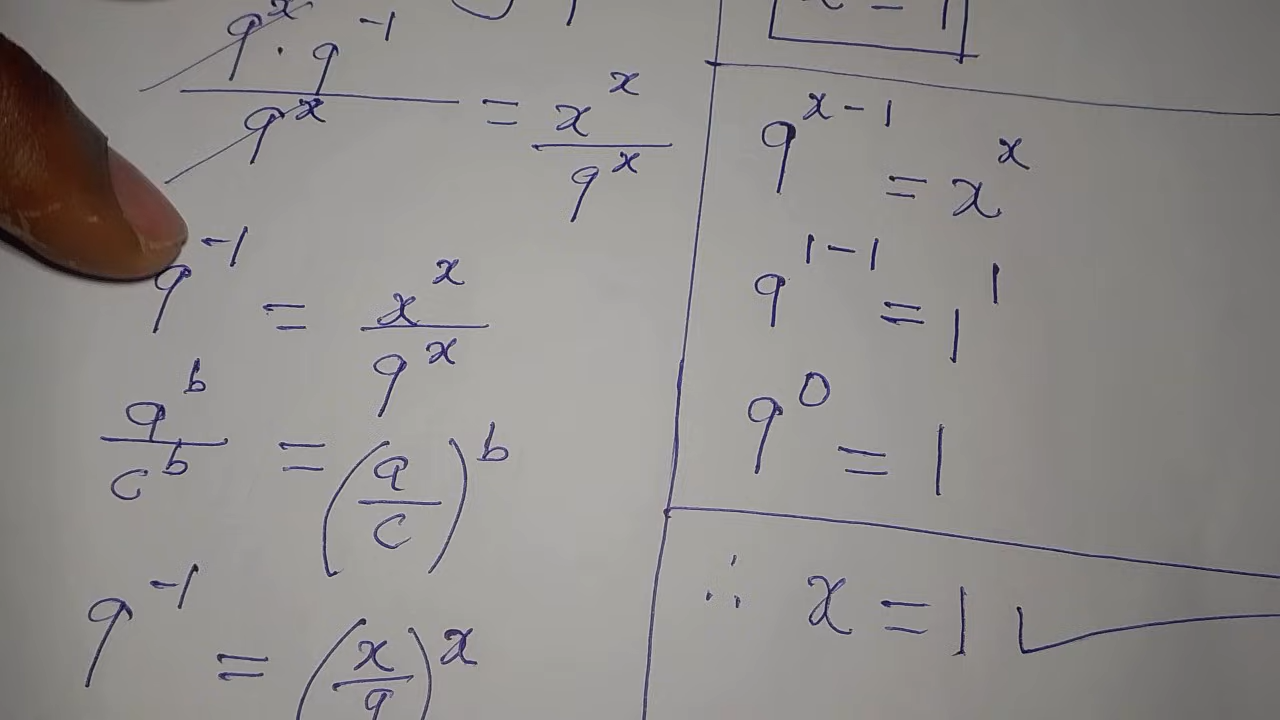 9^x · 9^-1 / 9^x = x^x / 9^x
9^-1 = x^x / 9^x
a^b / c^b = (a/c)^b
9^-1 = (x/9)^x
x = 1
9^x-1 = x^x
9^1-1 = 1^1
9^0 = 1
∴ x = 1 ✓